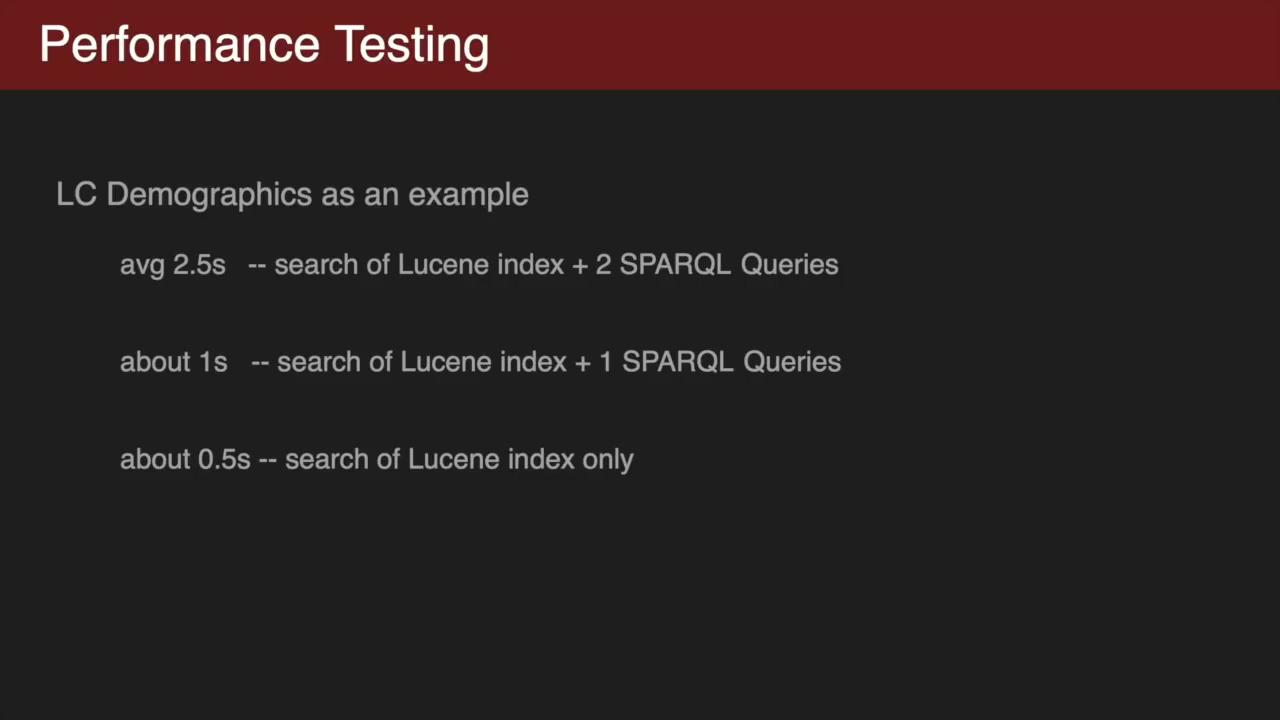 Performance Testing
LC Demographics as an example
avg 2.5s -- search of Lucene index + 2 SPARQL Queries
about 1s -- search of Lucene index + 1 SPARQL Queries
about 0.5s -- search of Lucene index only